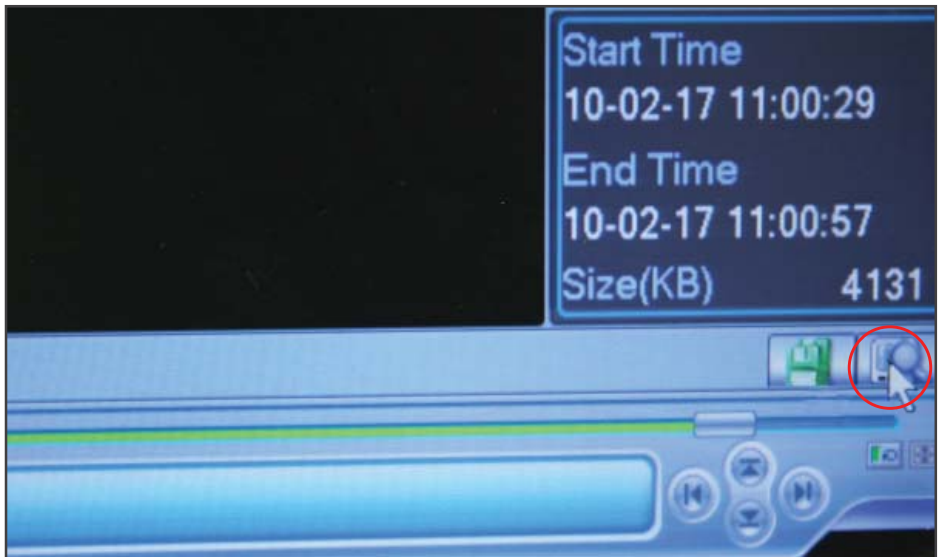 Start Time
10-02-17 11:00:29
End Time
10-02-17 11:00:57
Size(KB) 4131